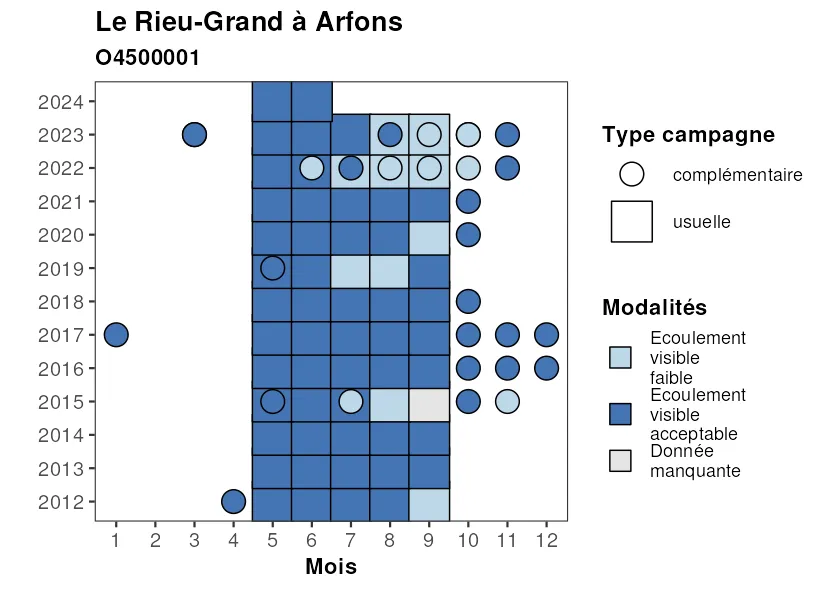 Le Rieu-Grand à Arfons
O4500001
2024
2023
2022
2021
2020
2019
2018
2017
2016
2015
2014
2013
2012
1 2 3 4 5 6 7 8 9 10 11 12
Mois
Type campagne
complémentaire
usuelle
Modalités
Ecoulement
visible
faible
Ecoulement
visible
acceptable
Donnée
manquante